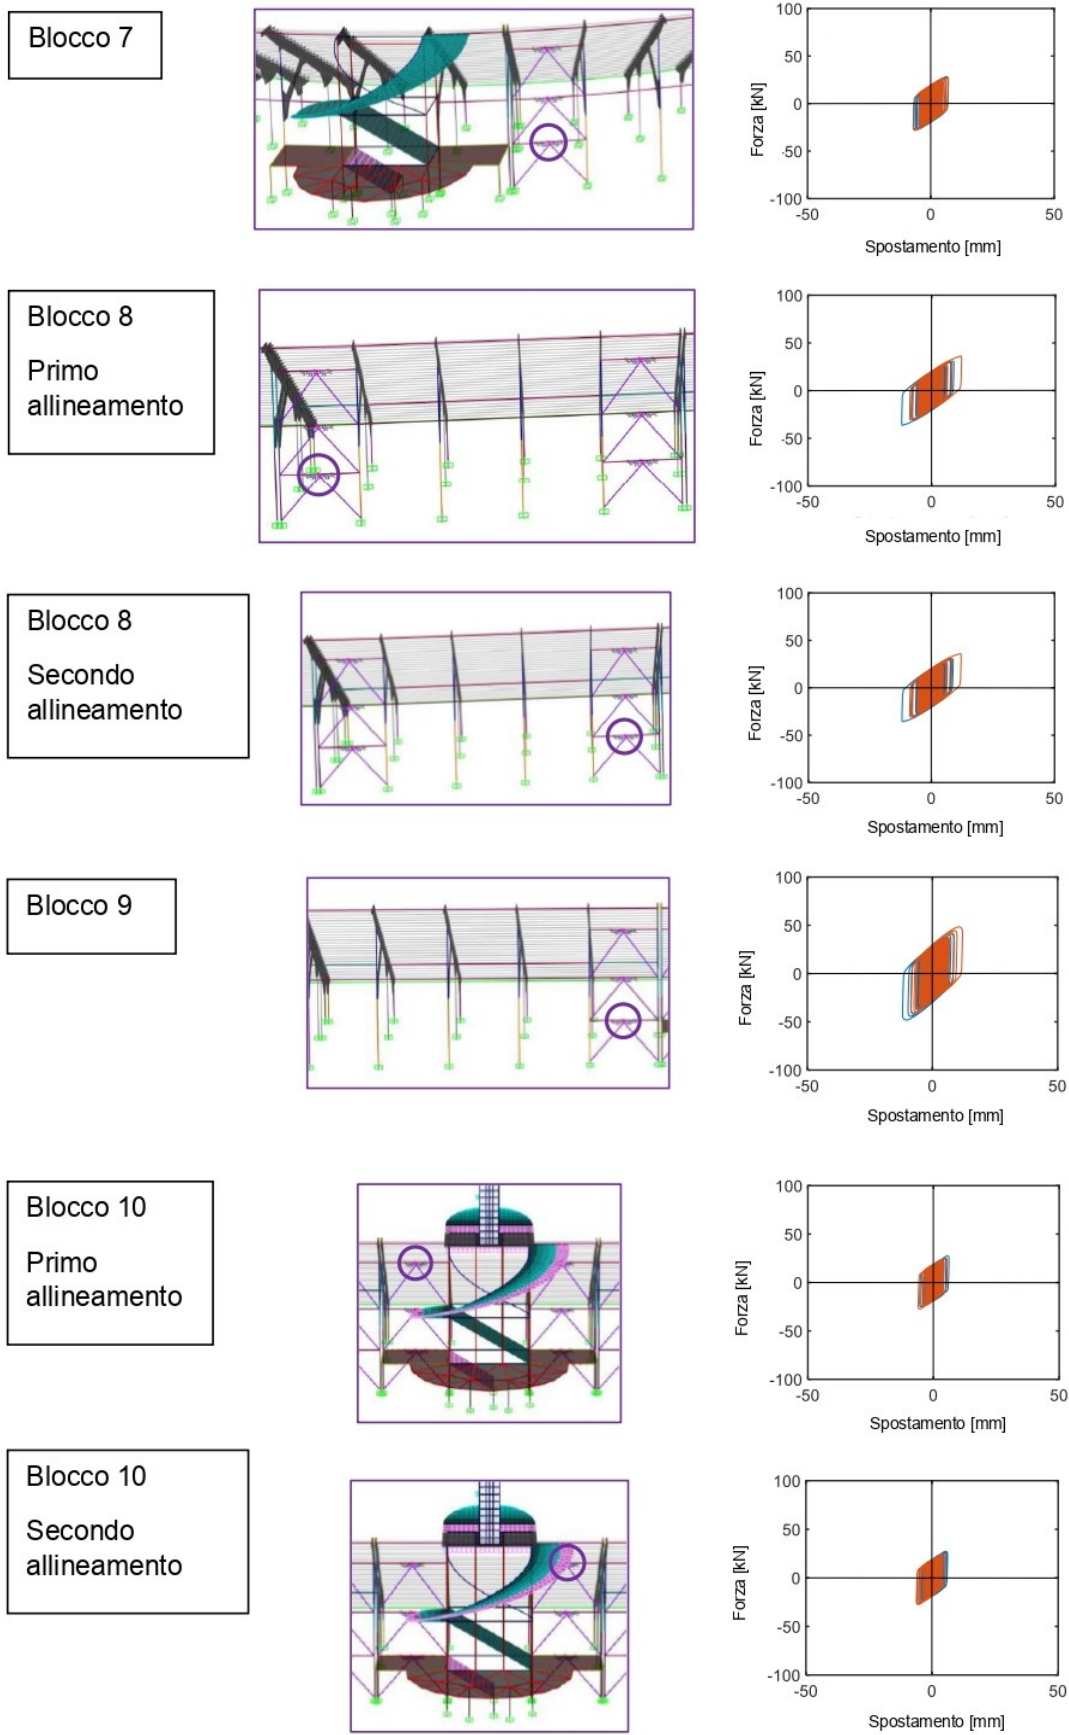 Blocco 7
100
50
0
-50
-100
-50 0 50
Forza [kN]
Spostamento [mm]
Blocco 8
Primo
allineamento
100
50
0
-50
-100
-50 0 50
Forza [kN]
Spostamento [mm]
Blocco 8
Secondo
allineamento
100
50
0
-50
-100
-50 0 50
Forza [kN]
Spostamento [mm]
Blocco 9
100
50
0
-50
-100
-50 0 50
Forza [kN]
Spostamento [mm]
Blocco 10
Primo
allineamento
100
50
0
-50
-100
-50 0 50
Forza [kN]
Spostamento [mm]
Blocco 10
Secondo
allineamento
100
50
0
-50
-100
-50 0 50
Forza [kN]
Spostamento [mm]